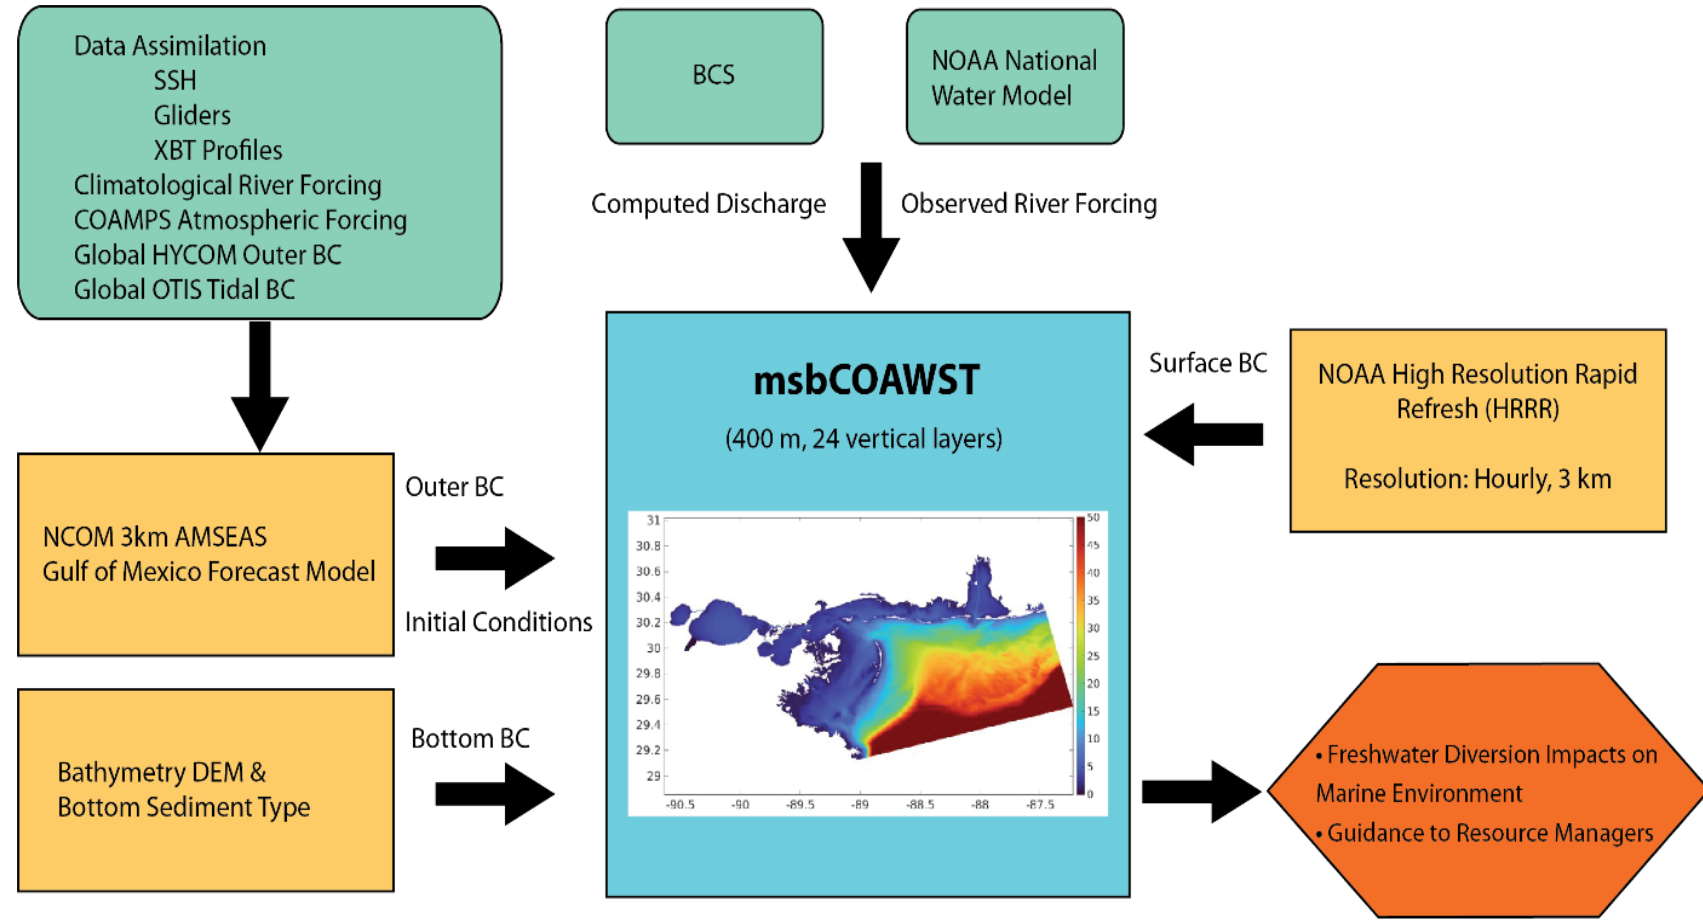 Data Assimilation
SSH
Gliders
XBT Profiles
Climatological River Forcing
COAMPS Atmospheric Forcing
Global HYCOM Outer BC
Global OTIS Tidal BC
BCS
NOAA National
Water Model
Computed Discharge
Observed River Forcing
msbCOAWST
(400 m, 24 vertical layers)
Surface BC
NOAA High Resolution Rapid
Refresh (HRRR)
Resolution: Hourly, 3 km
NCOM 3km AMSEAS
Gulf of Mexico Forecast Model
Outer BC
Initial Conditions
Bathymetry DEM &
Bottom Sediment Type
Bottom BC
31
30.8
30.6
30.4
30.2
30
29.8
29.6
29.4
29.2
29
-90.5
-90
-89.5
-89
-88.5
-88
-87.5
50
45
40
35
30
25
20
15
10
5
0
• Freshwater Diversion Impacts on
Marine Environment
• Guidance to Resource Managers